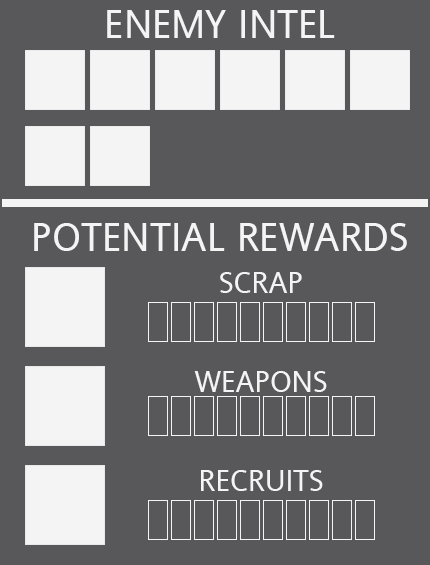 ENEMY INTEL
POTENTIAL REWARDS
SCRAP
WEAPONS
RECRUITS